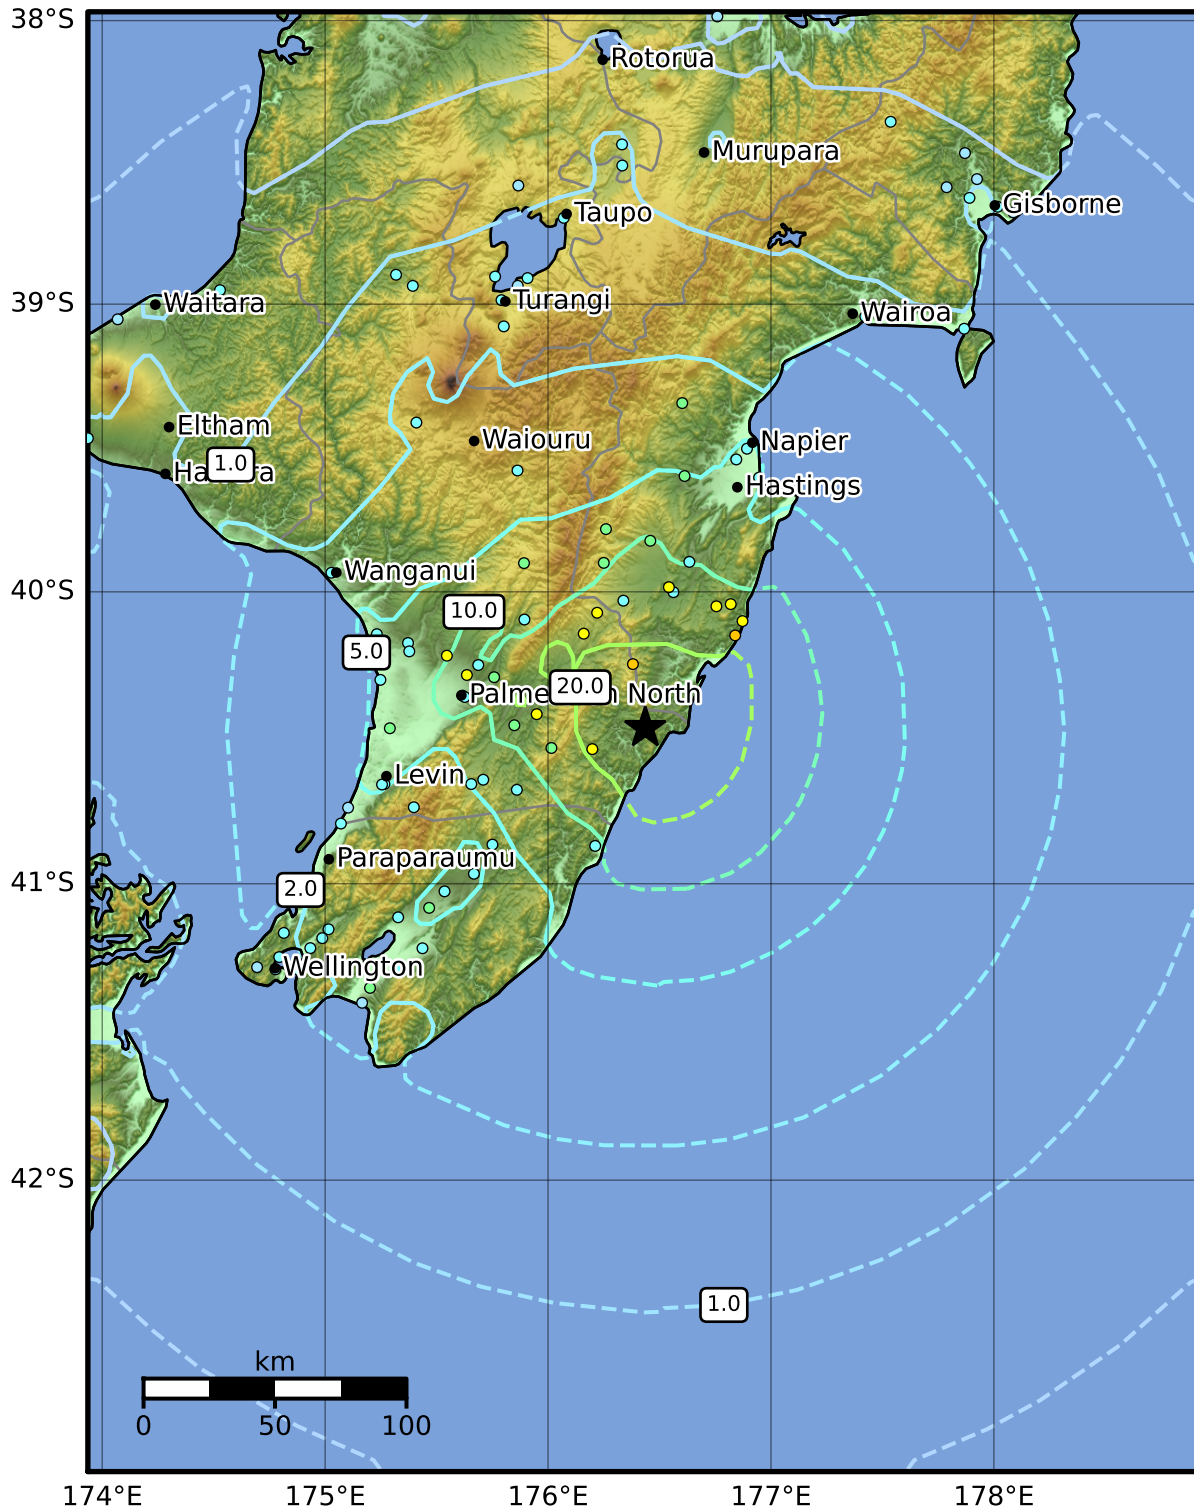 38°S
Rotorua
Murupara
Taupo
Gisborne
39°S
Waitara
Turangi
Wairoa
Eltham
Waiouru
Napier
1.0
Hastings
40°S
Wanganui
10.0
5.0
20.0
North
Levin
Paraparaumu
41°S
2.0
Wellington
42°S
1.0
km
0 50 100
174°E 175°E 176°E 177°E 178°E